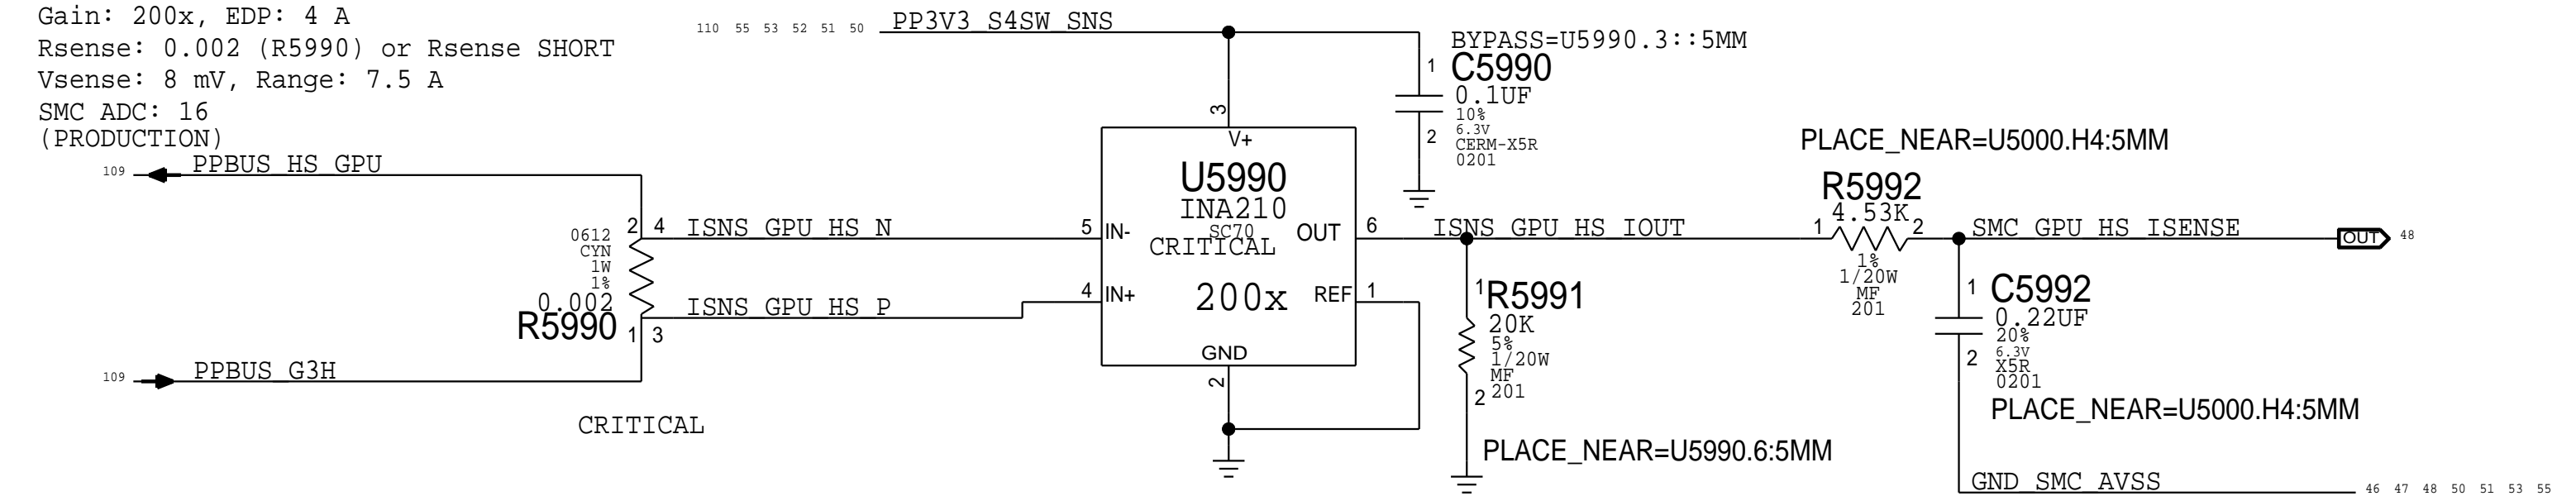 Gain: 200x, EDP: 4 A
Rsense: 0.002 (R5990) or Rsense SHORT
Vsense: 8 mV, Range: 7.5 A
SMC ADC: 16
(PRODUCTION)
110 55 53 52 51 50 PP3V3_S4SW_SNS
BYPASS=U5990.3::5MM
1 C5990
0.1UF
10%
6.3V
2 CERM-X5R
0201
109 PPBUS_HS_GPU
2 4 ISNS_GPU_HS_N
0612
CYN
1W
1%
0.002
R5990
1 3 ISNS_GPU_HS_P
109 PPBUS_G3H
CRITICAL
3
V+
U5990
INA210
SC70
CRITICAL
200x
5 IN-
4 IN+
OUT 6
REF 1
GND
2
ISNS_GPU_HS_IOUT
1 R5991
20K
5%
1/20W
MF
2 201
PLACE_NEAR=U5990.6:5MM
PLACE_NEAR=U5000.H4:5MM
R5992
4.53K
1 2
1%
1/20W
MF
201
SMC_GPU_HS_ISENSE
OUT 48
1 C5992
0.22UF
20%
6.3V
2 X5R
0201
PLACE_NEAR=U5000.H4:5MM
GND_SMC_AVSS 46 47 48 50 51 53 55